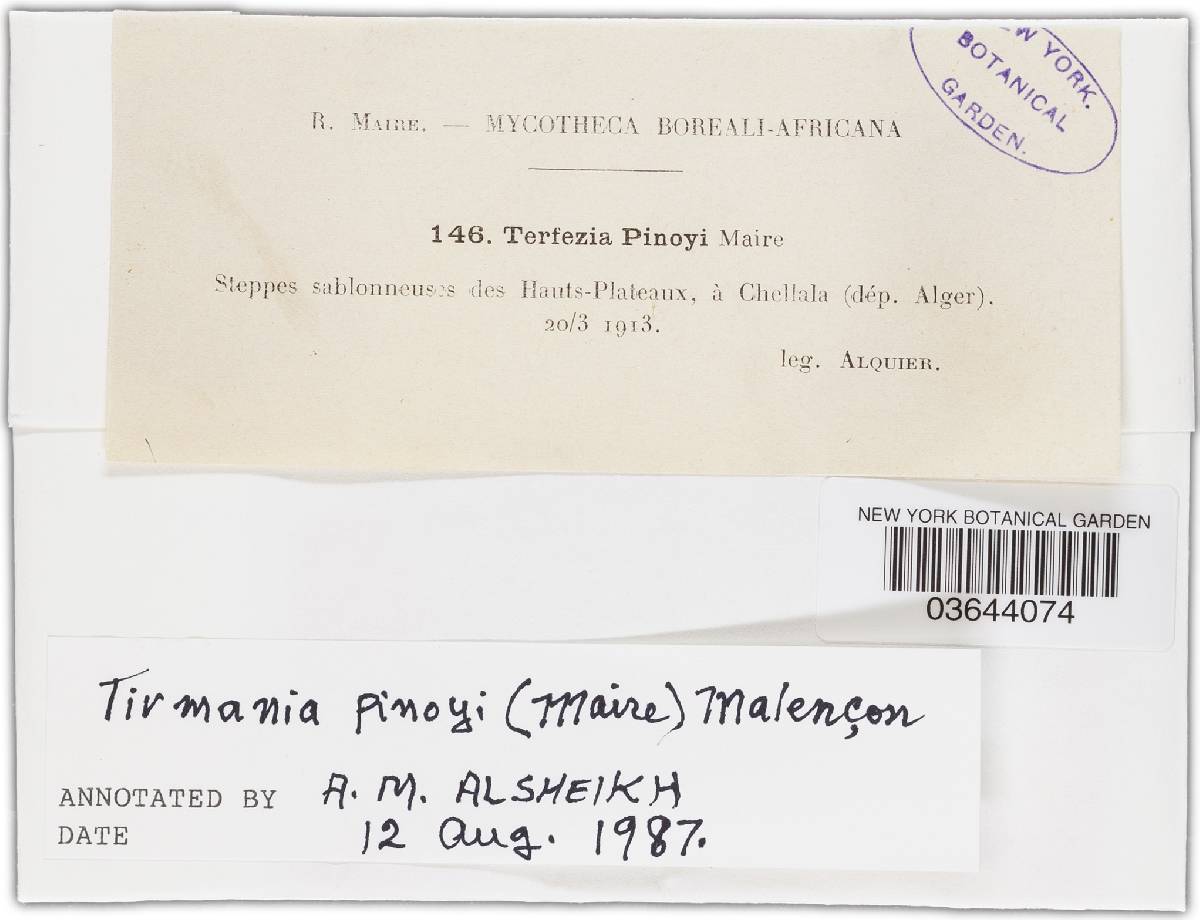 NEW YORK.
BOTANICAL
GARDEN.
R. MAIRE. — MYCOTHECA BOREALI-AFRICANA
146. Terfezia Pinoyi Maire
Steppes sablonneuses des Hauts-Plateaux, à Chellala (dép. Alger).
20/3 1913.
leg. ALQUIER.
NEW YORK BOTANICAL GARDEN
03644074
Tirmania pinoyi (Maire) Malençon
ANNOTATED BY A. M. ALSHEIKH
DATE 12 Aug. 1987.